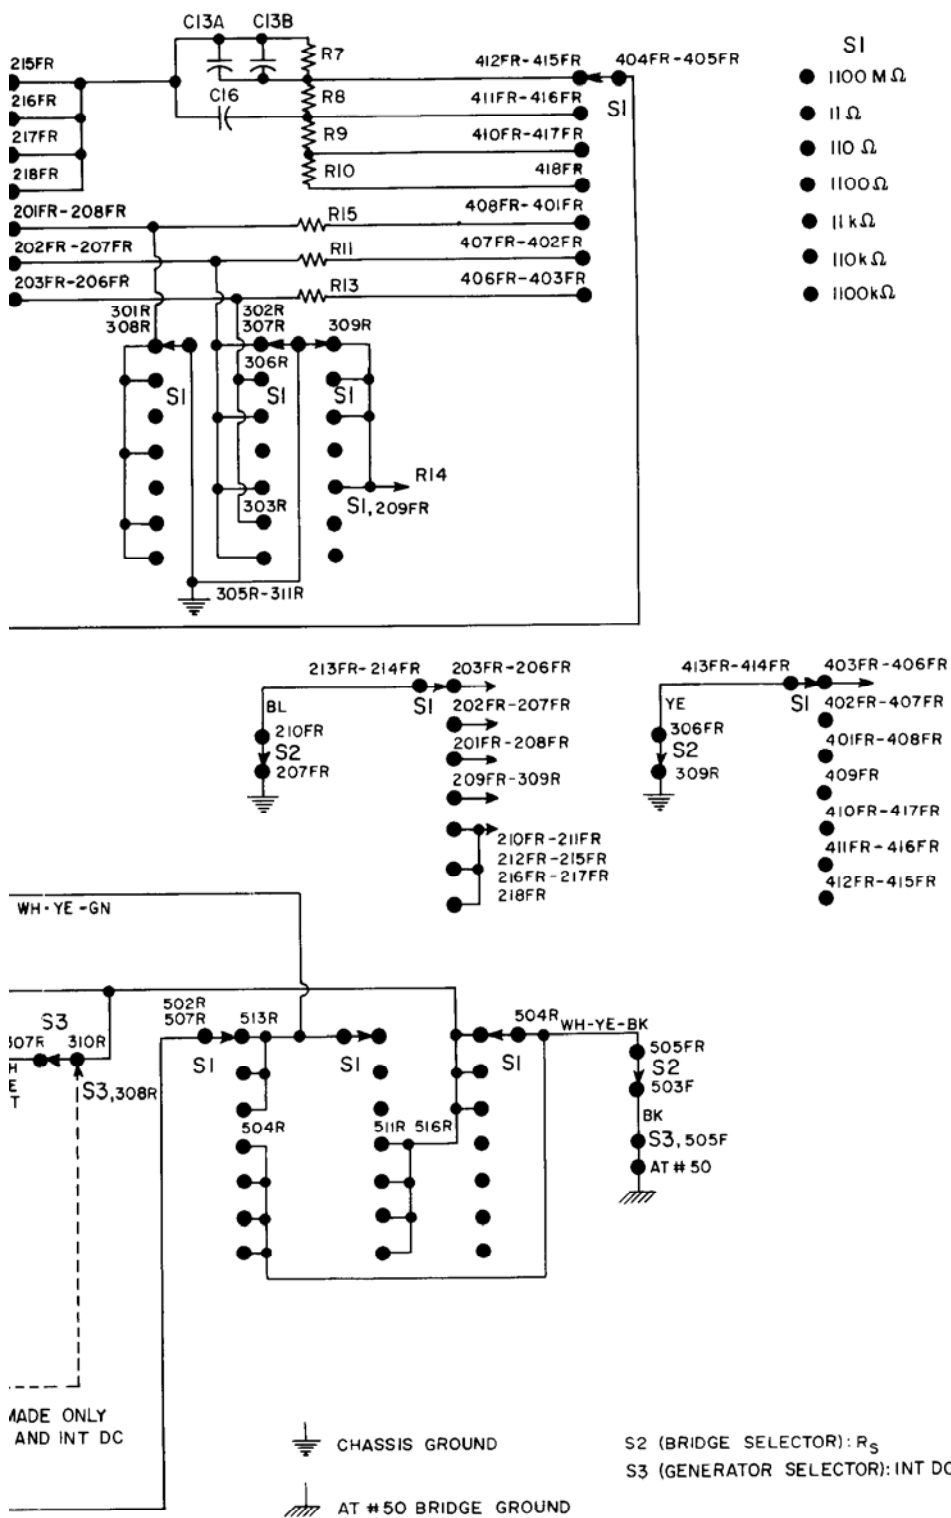 C13A C13B
R7
S1
215FR
412FR-415FR
404FR-405FR
1100 MΩ
216FR
C16
R8
411FR-416FR
S1
11 Ω
217FR
R9
410FR-417FR
110 Ω
218FR
R10
418FR
1100Ω
201FR-208FR
R15
408FR-401FR
11kΩ
202FR-207FR
R11
407FR-402FR
110kΩ
203FR-206FR
R13
406FR-403FR
1100kΩ
301R
308R
302R
307R
309R
306R
S1
S1
S1
R14
303R
S1,209FR
305R-311R
213FR-214FR
203FR-206FR
413FR-414FR
403FR-406FR
S1
S1
BL
202FR-207FR
YE
402FR-407FR
210FR
S2
207FR
201FR-208FR
306FR
S2
309R
401FR-408FR
209FR-309R
409FR
210FR-211FR
212FR-215FR
216FR-217FR
218FR
410FR-417FR
411FR-416FR
412FR-415FR
WH-YE-GN
502R
507R
513R
504R
WH-YE-BK
S3
307R
310R
S1
S1
S1
505FR
S2
503F
H
E
T
S3,308R
504R
511R
516R
BK
S3,505F
AT #50
MADE ONLY
AND INT DC
CHASSIS GROUND
S2 (BRIDGE SELECTOR): RS
S3 (GENERATOR SELECTOR): INT DC
AT #50 BRIDGE GROUND